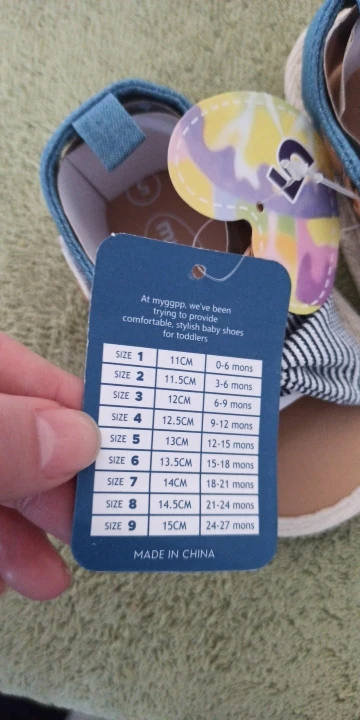 At myggpp, we've been
trying to provide
comfortable, stylish baby shoes
for toddlers
SIZE 1 11CM 0-6 mons
SIZE 2 11.5CM 3-6 mons
SIZE 3 12CM 6-9 mons
SIZE 4 12.5CM 9-12 mons
SIZE 5 13CM 12-15 mons
SIZE 6 13.5CM 15-18 mons
SIZE 7 14CM 18-21 mons
SIZE 8 14.5CM 21-24 mons
SIZE 9 15CM 24-27 mons
MADE IN CHINA